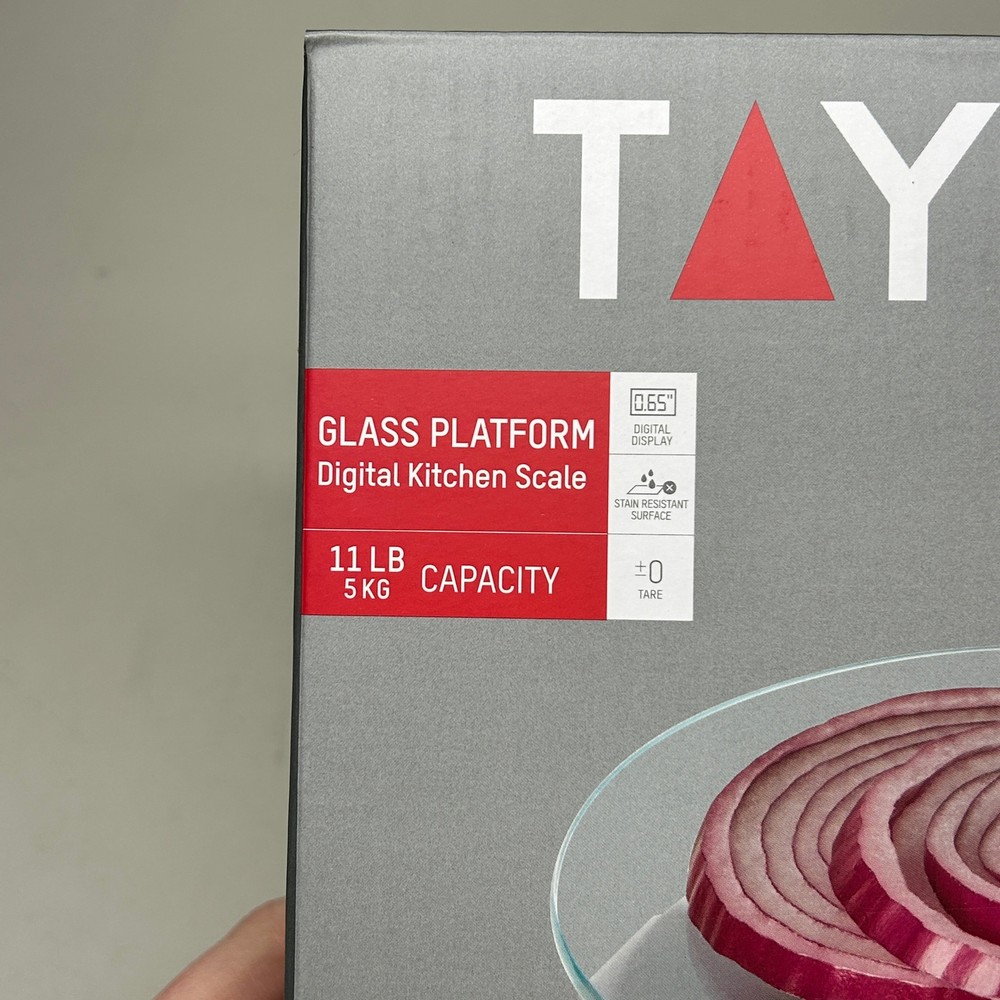 TAY
GLASS PLATFORM
Digital Kitchen Scale
11 LB
5 KG
CAPACITY
0.65"
DIGITAL
DISPLAY
STAIN RESISTANT
SURFACE
±0
TARE